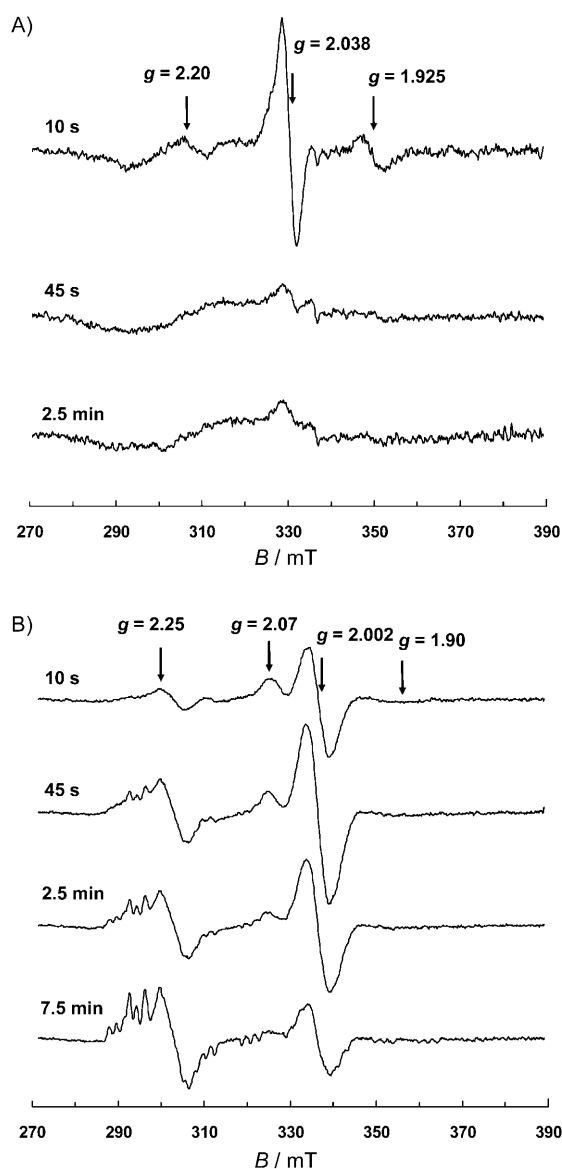 A)
g = 2.038
g = 2.20
g = 1.925
10 s
45 s
2.5 min
270 290 310 330 350 370 390
B / mT
B)
g = 2.25 g = 2.07 g = 2.002 g = 1.90
10 s
45 s
2.5 min
7.5 min
270 290 310 330 350 370 390
B / mT